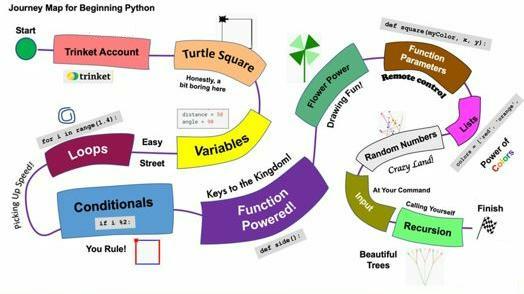 Journey Map for Beginning Python
Start
Trinket Account
trinket
Turtle Square
Honestly, a
bit boring here
distance = 50
angle = 90
Variables
Easy
Street
for i in range(1,4):
Loops
Picking Up Speed!
Conditionals
if i %2:
You Rule!
Keys to the Kingdom!
Function
Powered!
def side():
Flower Power
Drawing Fun!
def square(myColor, x, y):
Function
Parameters
Remote control
Lists
colors = ['red', 'orange',
Power of
Colors
Random Numbers
Crazy Land!
Input
At Your Command
Calling Yourself
Recursion
Beautiful
Trees
Finish